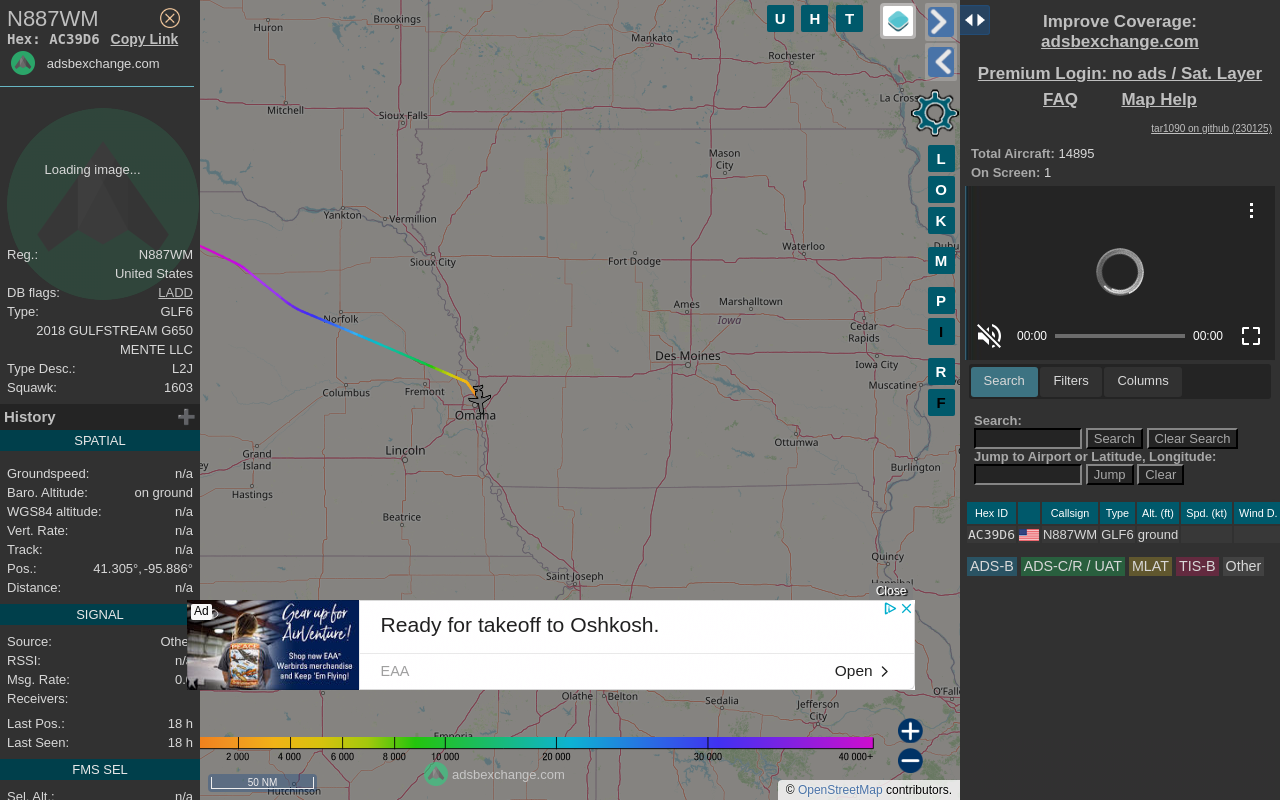 N887WM
Hex: AC39D6 Copy Link
adsbexchange.com
Loading image...
Reg.: N887WM
United States
DB flags: LADD
Type: GLF6
2018 GULFSTREAM G650
MENTE LLC
Type Desc.: L2J
Squawk: 1603
History
SPATIAL
Groundspeed: n/a
Baro. Altitude: on ground
WGS84 altitude: n/a
Vert. Rate: n/a
Track: n/a
Pos.: 41.305°, -95.886°
Distance: n/a
SIGNAL
Source: Othe
RSSI: n/
Msg. Rate: 0.
Receivers:
Last Pos.: 18 h
Last Seen: 18 h
FMS SEL
Sel. Alt.: n/a
Huron
Brookings
Mankato
Rochester
La Cross
Mitchell
Sioux Falls
Mason
City
Yankton
Vermillion
Waterloo
Dubu
Sioux City
Fort Dodge
Norfolk
Ames
Marshalltown
Iowa
Cedar
Rapids
Des Moines
Iowa City
Columbus
Fremont
Muscatine
Omaha
Ottumwa
Lincoln
Grand
Island
ey
Burlington
Hastings
Beatrice
Quincy
Saint Joseph
Hannibal
Olathe
Belton
Sedalia
Jefferson
City
O'Fallo
Emporia
Hutchinson
U H T
L
O
K
M
P
I
R
F
Close
Ad
Gear up for
AirVenture!
PEACE
Shop new EAA®
Warbirds merchandise
and Keep 'Em Flying!
Ready for takeoff to Oshkosh.
EAA
Open
2 000 4 000 6 000 8 000 10 000 20 000 30 000 40 000+
adsbexchange.com
50 NM
© OpenStreetMap contributors.
Improve Coverage:
adsbexchange.com
Premium Login: no ads / Sat. Layer
FAQ Map Help
tar1090 on github (230125)
Total Aircraft: 14895
On Screen: 1
00:00 00:00
Search Filters Columns
Search:
Search Clear Search
Jump to Airport or Latitude, Longitude:
Jump Clear
Hex ID Callsign Type Alt. (ft) Spd. (kt) Wind D.
AC39D6 N887WM GLF6 ground
ADS-B ADS-C/R / UAT MLAT TIS-B Other